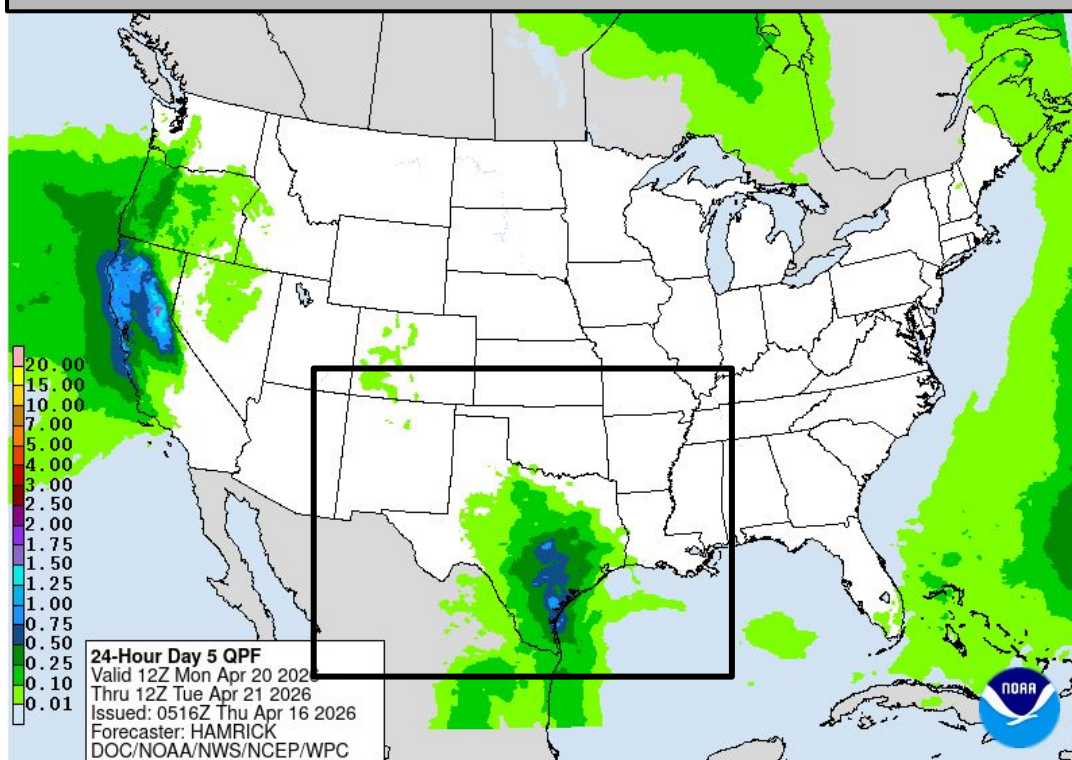 20.00
15.00
10.00
7.00
5.00
4.00
3.00
2.50
2.00
1.75
1.50
1.25
1.00
0.75
0.50
0.25
0.10
0.01
24-Hour Day 5 QPF
Valid 12Z Mon Apr 20 2026
Thru 12Z Tue Apr 21 2026
Issued: 0516Z Thu Apr 16 2026
Forecaster: HAMRICK
DOC/NOAA/NWS/NCEP/WPC
NOAA